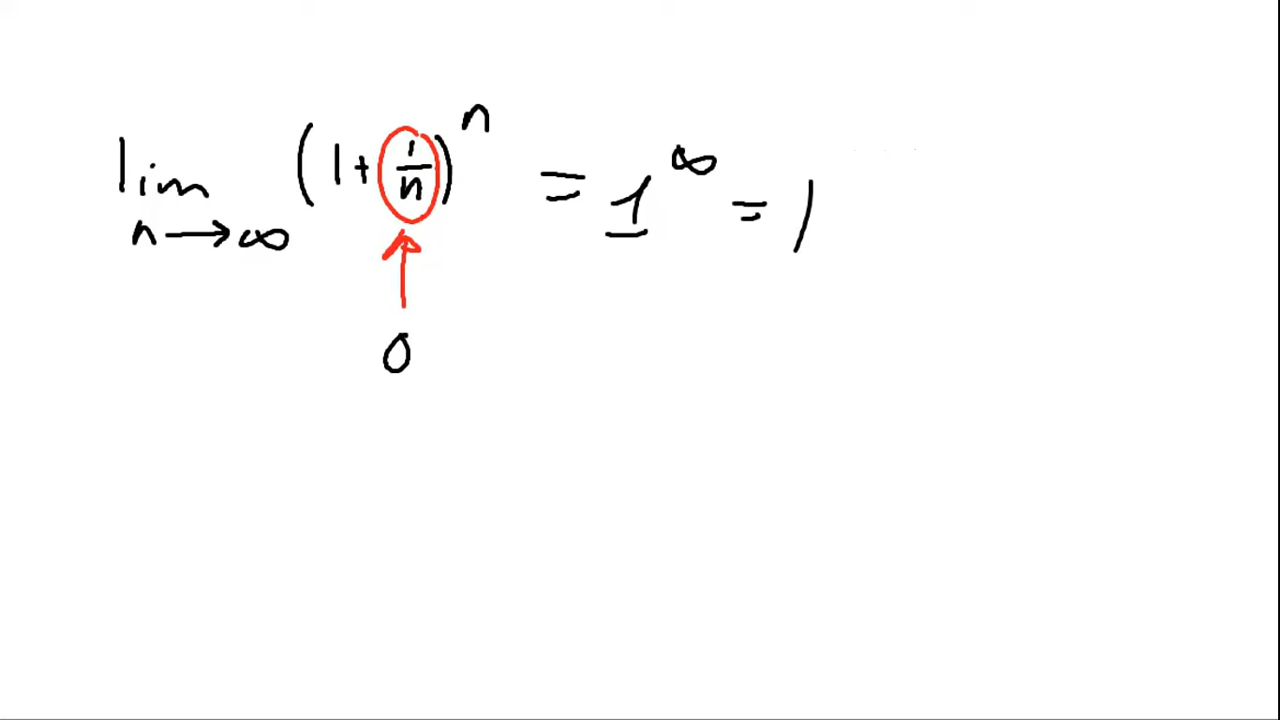 lim n→∞ (1+ 1/n)^n = 1^∞ = 1
0